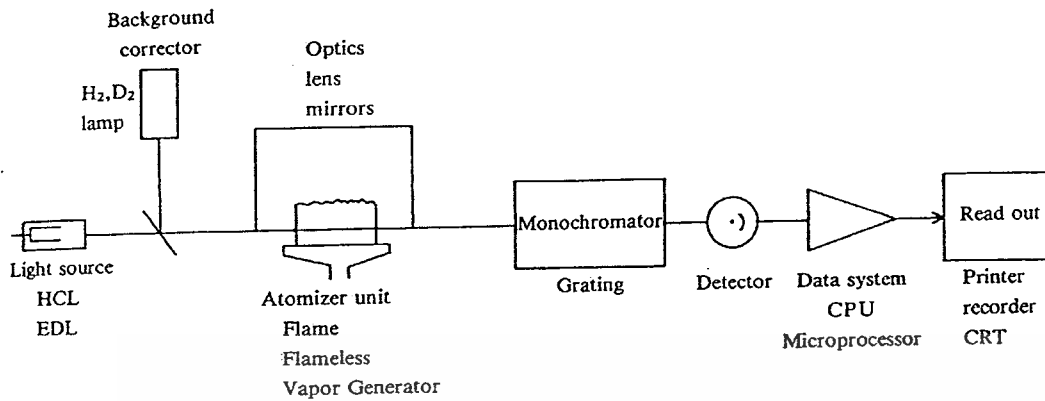 Background
corrector
H₂,D₂
lamp
Optics
lens
mirrors
Light source
HCL
EDL
Atomizer unit
Flame
Flameless
Vapor Generator
Monochromator
Grating
Detector
Data system
CPU
Microprocessor
Read out
Printer
recorder
CRT